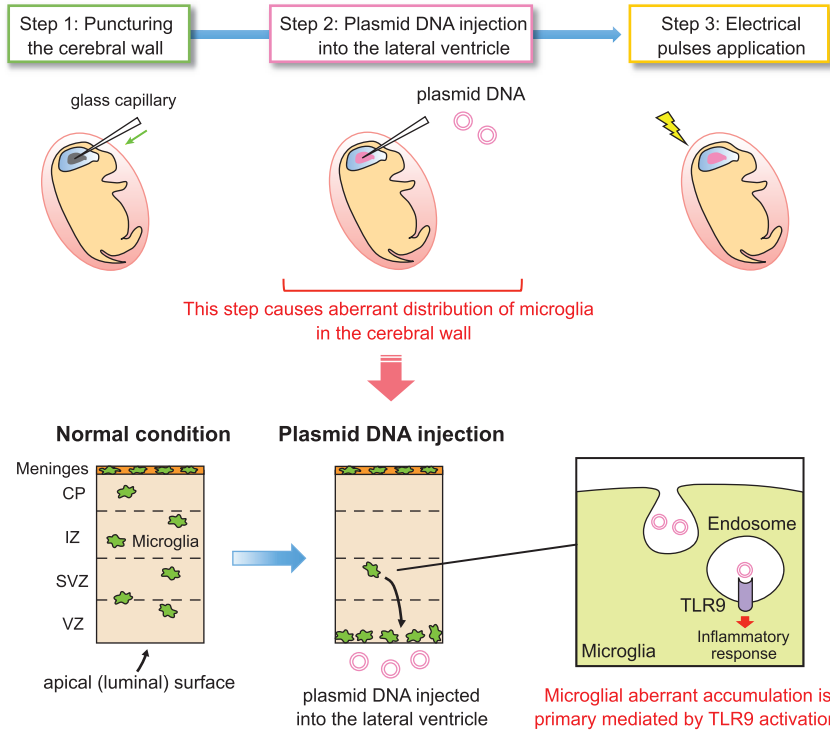 Step 1: Puncturing
the cerebral wall
Step 2: Plasmid DNA injection
into the lateral ventricle
Step 3: Electrical
pulses application
glass capillary
plasmid DNA
This step causes aberrant distribution of microglia
in the cerebral wall
Normal condition
Plasmid DNA injection
Meninges
CP
IZ
Microglia
SVZ
VZ
apical (luminal) surface
plasmid DNA injected
into the lateral ventricle
Endosome
TLR9
Inflammatory
response
Microglia
Microglial aberrant accumulation is
primary mediated by TLR9 activation